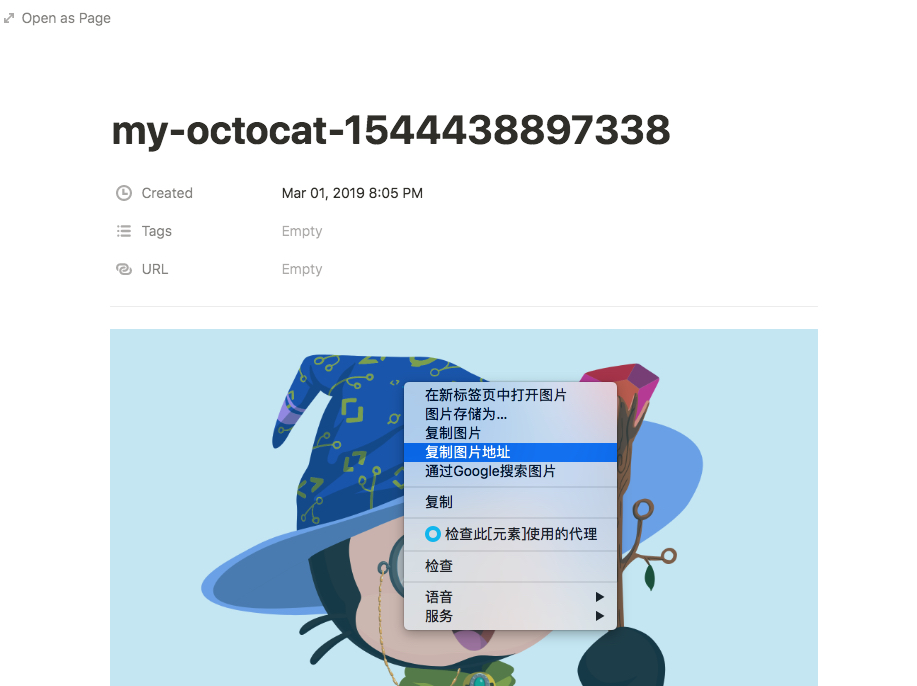 Open as Page
my-octocat-1544438897338
Created Mar 01, 2019 8:05 PM
Tags Empty
URL Empty
在新标签页中打开图片
图片存储为...
复制图片
复制图片地址
通过Google搜索图片
复制
检查此[元素]使用的代理
检查
语音
服务